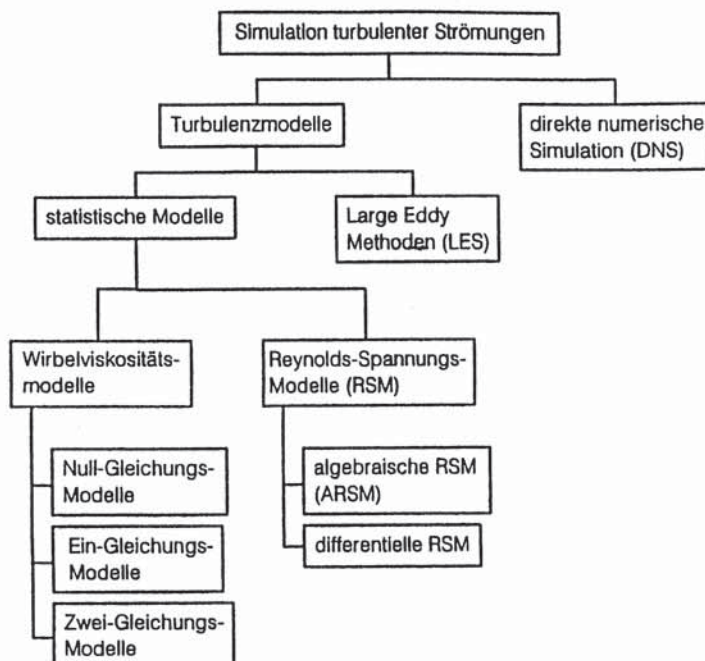 Simulation turbulenter Strömungen
Turbulenzmodelle
direkte numerische
Simulation (DNS)
statistische Modelle
Large Eddy
Methoden (LES)
Wirbelviskositäts-
modelle
Reynolds-Spannungs-
Modelle (RSM)
Null-Gleichungs-
Modelle
Ein-Gleichungs-
Modelle
Zwei-Gleichungs-
Modelle
algebraische RSM
(ARSM)
differentielle RSM